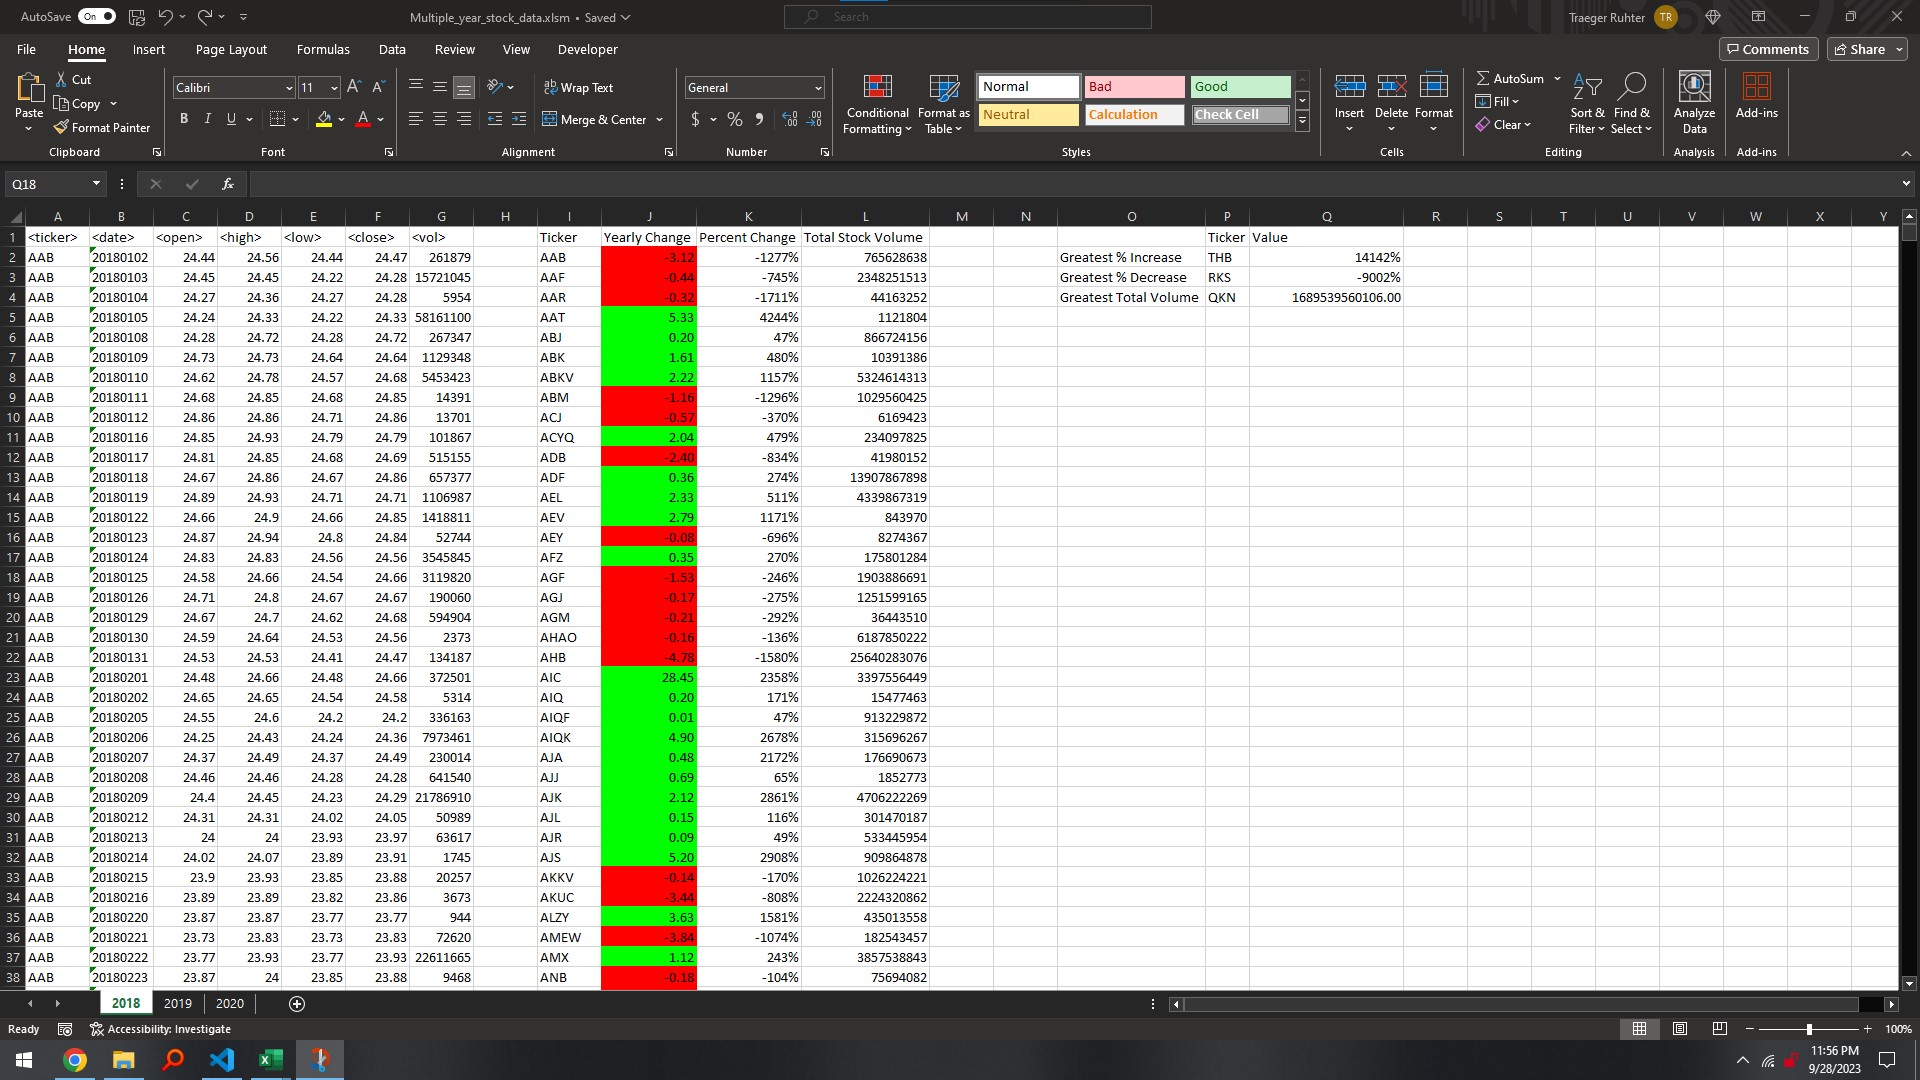 AutoSave On Multiple_year_stock_data.xlsm • Saved Search Traeger Ruhter TR
File Home Insert Page Layout Formulas Data Review View Developer Comments Share
Paste Cut Copy Format Painter Clipboard
Calibri 11 A A B I U A Font
Wrap Text Merge & Center Alignment
General $ % 9 .00 Number
Conditional Formatting Format as Table Normal Bad Good Neutral Calculation Check Cell Styles
Insert Delete Format Cells
AutoSum Fill Clear Sort & Filter Find & Select Editing
Analyze Data Analysis
Add-ins Add-ins
Q18 fx
A B C D E F G H I J K L M N O P Q R S T U V W X Y
1 <ticker> <date> <open> <high> <low> <close> <vol> Ticker Yearly Change Percent Change Total Stock Volume Ticker Value
2 AAB 20180102 24.44 24.56 24.44 24.47 261879 AAB -3.12 -1277% 765628638 Greatest % Increase THB 14142%
3 AAB 20180103 24.45 24.45 24.22 24.28 15721045 AAF -0.44 -745% 2348251513 Greatest % Decrease RKS -9002%
4 AAB 20180104 24.27 24.36 24.27 24.28 5954 AAR -0.32 -1711% 44163252 Greatest Total Volume QKN 1689539560106.00
5 AAB 20180105 24.24 24.33 24.22 24.33 58161100 AAT 5.33 4244% 1121804
6 AAB 20180108 24.28 24.72 24.28 24.72 267347 ABJ 0.20 47% 866724156
7 AAB 20180109 24.73 24.73 24.64 24.64 1129348 ABK 1.61 480% 10391386
8 AAB 20180110 24.62 24.78 24.57 24.68 5453423 ABKV 2.22 1157% 5324614313
9 AAB 20180111 24.68 24.85 24.68 24.85 14391 ABM -1.16 -1296% 1029560425
10 AAB 20180112 24.86 24.86 24.71 24.86 13701 ACJ -0.57 -370% 6169423
11 AAB 20180116 24.85 24.93 24.79 24.79 101867 ACYQ 2.04 479% 234097825
12 AAB 20180117 24.81 24.85 24.68 24.69 515155 ADB -2.40 -834% 41980152
13 AAB 20180118 24.67 24.86 24.67 24.86 657377 ADF 0.36 274% 13907867898
14 AAB 20180119 24.89 24.93 24.71 24.71 1106987 AEL 2.33 511% 4339867319
15 AAB 20180122 24.66 24.9 24.66 24.85 1418811 AEV 2.79 1171% 843970
16 AAB 20180123 24.87 24.94 24.8 24.84 52744 AEY -0.08 -696% 8274367
17 AAB 20180124 24.83 24.83 24.56 24.56 3545845 AFZ 0.35 270% 175801284
18 AAB 20180125 24.58 24.66 24.54 24.66 3119820 AGF -1.53 -246% 1903886691
19 AAB 20180126 24.71 24.8 24.67 24.67 190060 AGJ -0.17 -275% 1251599165
20 AAB 20180129 24.67 24.7 24.62 24.68 594904 AGM -0.21 -292% 36443510
21 AAB 20180130 24.59 24.64 24.53 24.56 2373 AHAO -0.16 -136% 6187850222
22 AAB 20180131 24.53 24.53 24.41 24.47 134187 AHB -4.78 -1580% 25640283076
23 AAB 20180201 24.48 24.66 24.48 24.66 372501 AIC 28.45 2358% 3397556449
24 AAB 20180202 24.65 24.65 24.54 24.58 5314 AIQ 0.20 171% 15477463
25 AAB 20180205 24.55 24.6 24.2 24.2 336163 AIQF 0.01 47% 913229872
26 AAB 20180206 24.25 24.43 24.24 24.36 7973461 AIQK 4.90 2678% 315696267
27 AAB 20180207 24.37 24.49 24.37 24.49 230014 AJA 0.48 2172% 176690673
28 AAB 20180208 24.46 24.46 24.28 24.28 641540 AJJ 0.69 65% 1852773
29 AAB 20180209 24.4 24.45 24.23 24.29 21786910 AJK 2.12 2861% 4706222269
30 AAB 20180212 24.31 24.31 24.02 24.05 50989 AJL 0.15 116% 301470187
31 AAB 20180213 24 24 23.93 23.97 63617 AJR 0.09 49% 533445954
32 AAB 20180214 24.02 24.07 23.89 23.91 1745 AJS 5.20 2908% 909864878
33 AAB 20180215 23.9 23.93 23.85 23.88 20257 AKKV -0.14 -170% 1026224221
34 AAB 20180216 23.89 23.89 23.82 23.86 3673 AKUC -3.44 -808% 2224320862
35 AAB 20180220 23.87 23.87 23.77 23.77 944 ALZY 3.63 1581% 435013558
36 AAB 20180221 23.73 23.83 23.73 23.83 72620 AMEW -3.84 -1074% 182543457
37 AAB 20180222 23.77 23.93 23.77 23.93 22611665 AMX 1.12 243% 3857538843
38 AAB 20180223 23.87 24 23.85 23.88 9468 ANB -0.18 -104% 75694082
2018 2019 2020
Ready Accessibility: Investigate 100%
11:56 PM
9/28/2023